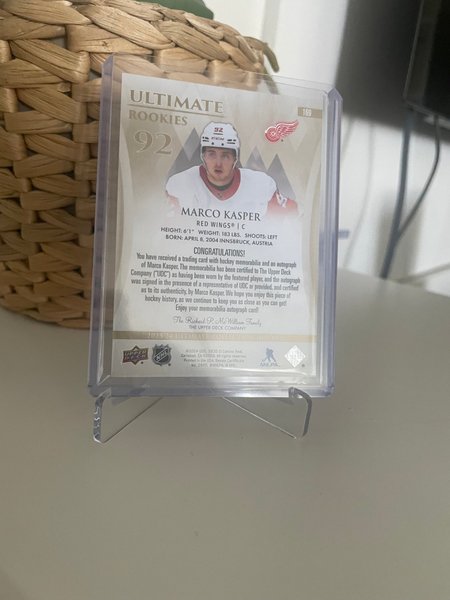 ULTIMATE
ROOKIES
92
92
MARCO KASPER
RED WINGS® | C
HEIGHT: 6'1" WEIGHT: 183 LBS. SHOOTS: LEFT
BORN: APRIL 8, 2004 INNSBRUCK, AUSTRIA
CONGRATULATIONS!
You have received a trading card with hockey memorabilia and an autograph
of Marco Kasper. The memorabilia has been certified to The Upper Deck
Company ("UDC") as having been worn by the featured player, and the autograph
was signed in the presence of a representative of UDC or provided, and certified
as to its authenticity, by Marco Kasper. We hope you enjoy this piece of
hockey history, as we continue to keep you as close as you can get!
Enjoy your memorabilia autograph card!
The Richard P. McWilliam Family
THE UPPER DECK COMPANY
UPPER DECK
NHL
NHLPA